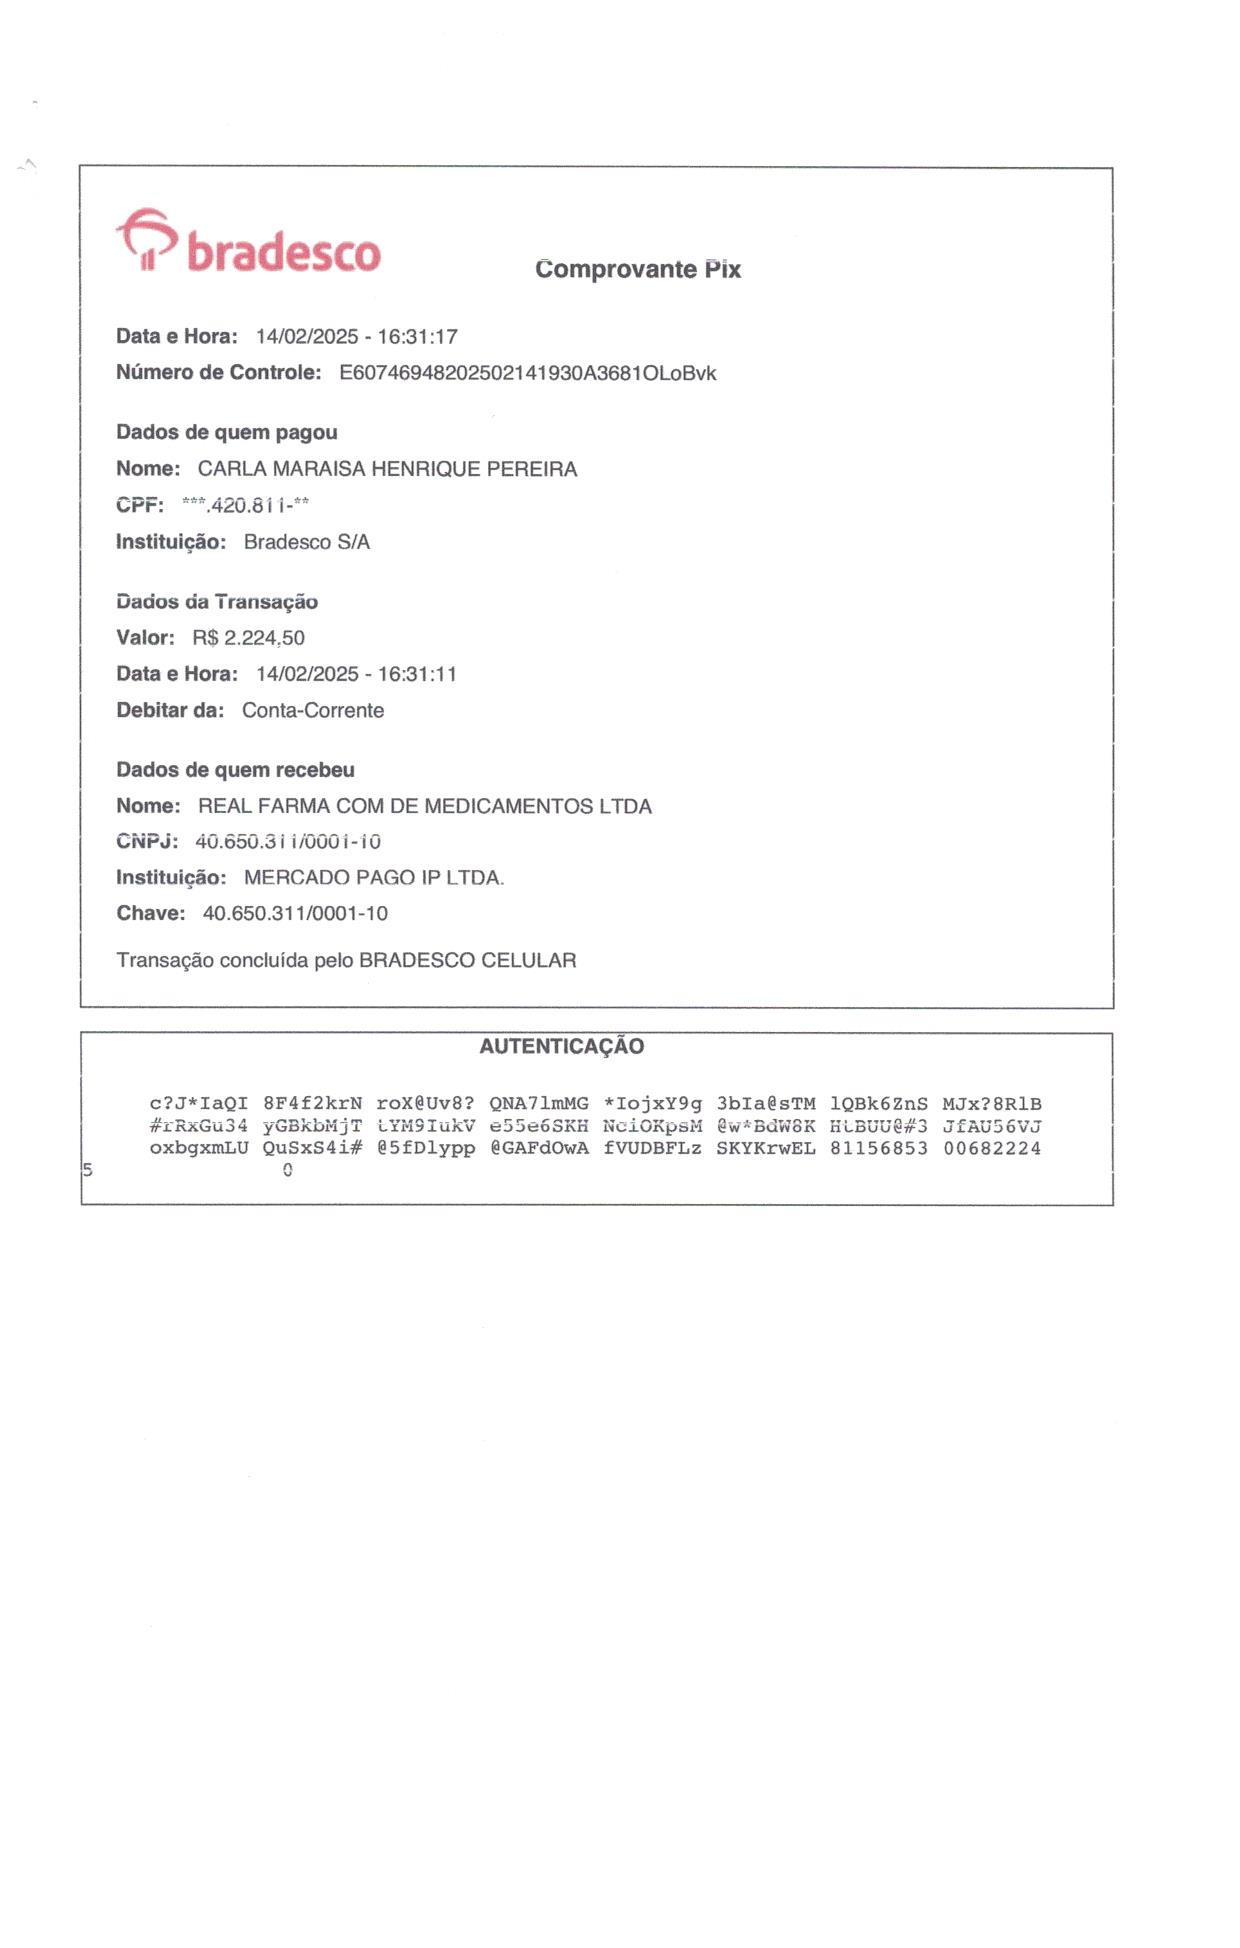 bradesco
Comprovante Pix
Data e Hora: 14/02/2025 - 16:31:17
Número de Controle: E60746948202502141930A3681OLoBvk
Dados de quem pagou
Nome: CARLA MARAISA HENRIQUE PEREIRA
CPF: ***.420.811-**
Instituição: Bradesco S/A
Dados da Transação
Valor: R$ 2.224,50
Data e Hora: 14/02/2025 - 16:31:11
Debitar da: Conta-Corrente
Dados de quem recebeu
Nome: REAL FARMA COM DE MEDICAMENTOS LTDA
CNPJ: 40.650.311/0001-10
Instituição: MERCADO PAGO IP LTDA.
Chave: 40.650.311/0001-10
Transação concluída pelo BRADESCO CELULAR
AUTENTICAÇÃO
c?J*IaQI 8F4f2krN roX@Uv8? QNA7lmMG *IojxY9g 3bIa@sTM lQBk6ZnS MJx?8RlB
#rRxGu34 yGBkbMjT tYM9IukV e55e6SKH NciOKpsM @w*BdW8K HtBUU@#3 JfAU56VJ
oxbgxmLU QuSxS4i# @5fDlypp @GAFdOwA fVUDBFLz SKYKrwEL 81156853 00682224
5 0